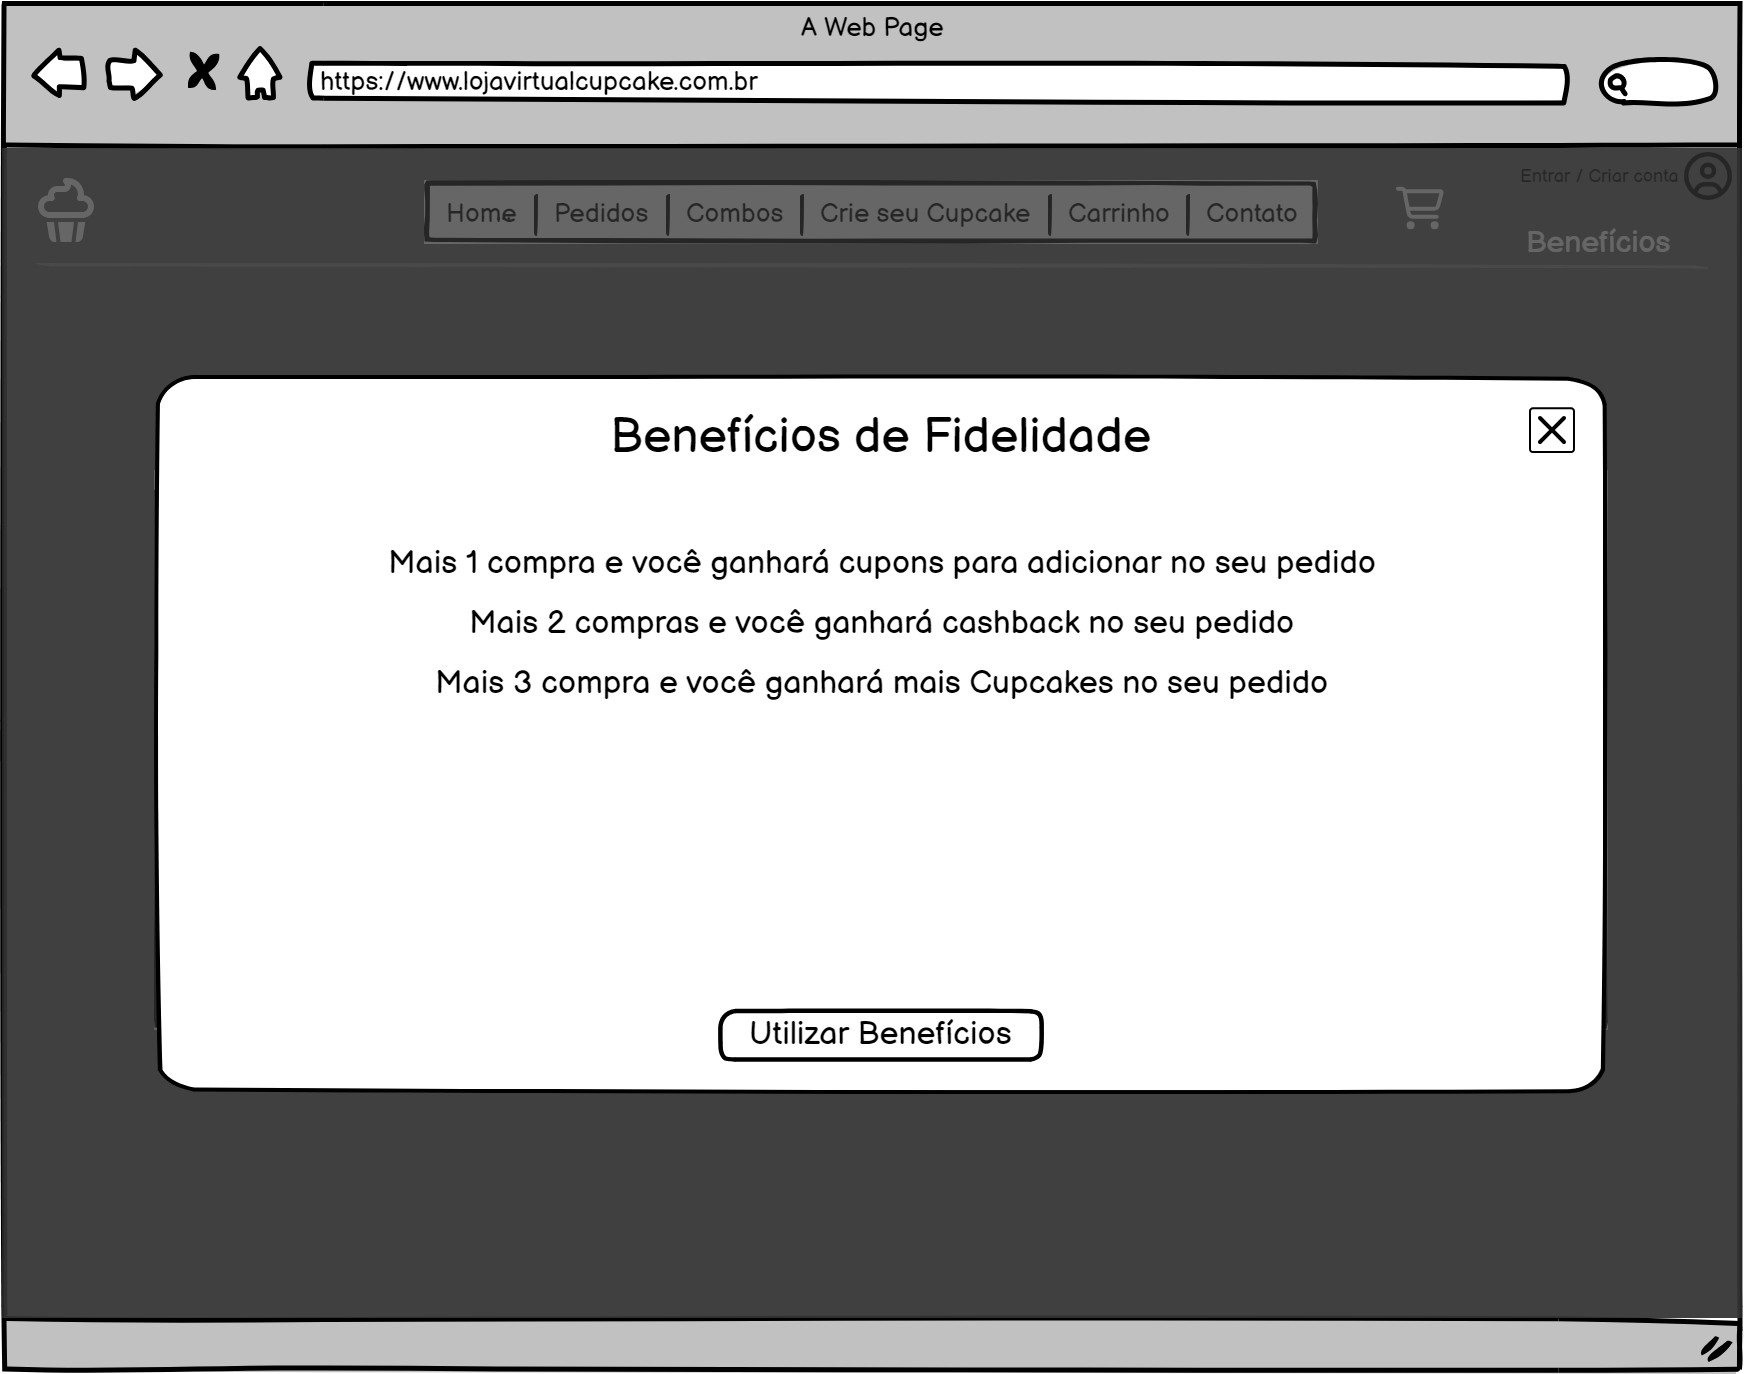 A Web Page
https://www.lojavirtualcupcake.com.br
Entrar / Criar conta
Home
Pedidos
Combos
Crie seu Cupcake
Carrinho
Contato
Benefícios
Benefícios de Fidelidade
Mais 1 compra e você ganhará cupons para adicionar no seu pedido
Mais 2 compras e você ganhará cashback no seu pedido
Mais 3 compra e você ganhará mais Cupcakes no seu pedido
Utilizar Benefícios